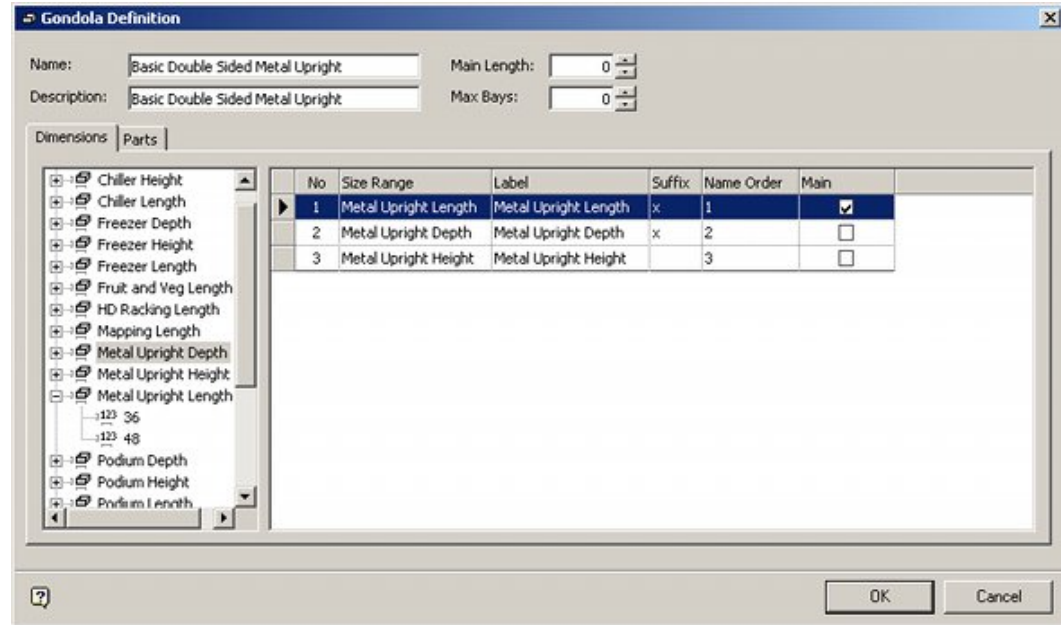 Gondola Definition
Name: Basic Double Sided Metal Upright Main Length: 0
Description: Basic Double Sided Metal Upright Max Bays: 0
Dimensions Parts
Chiller Height
Chiller Length
Freezer Depth
Freezer Height
Freezer Length
Fruit and Veg Length
HD Racking Length
Mapping Length
Metal Upright Depth
Metal Upright Height
Metal Upright Length
123 36
123 48
Podium Depth
Podium Height
Podium Length
No Size Range Label Suffix Name Order Main
1 Metal Upright Length Metal Upright Length x 1
2 Metal Upright Depth Metal Upright Depth x 2
3 Metal Upright Height Metal Upright Height 3
OK Cancel